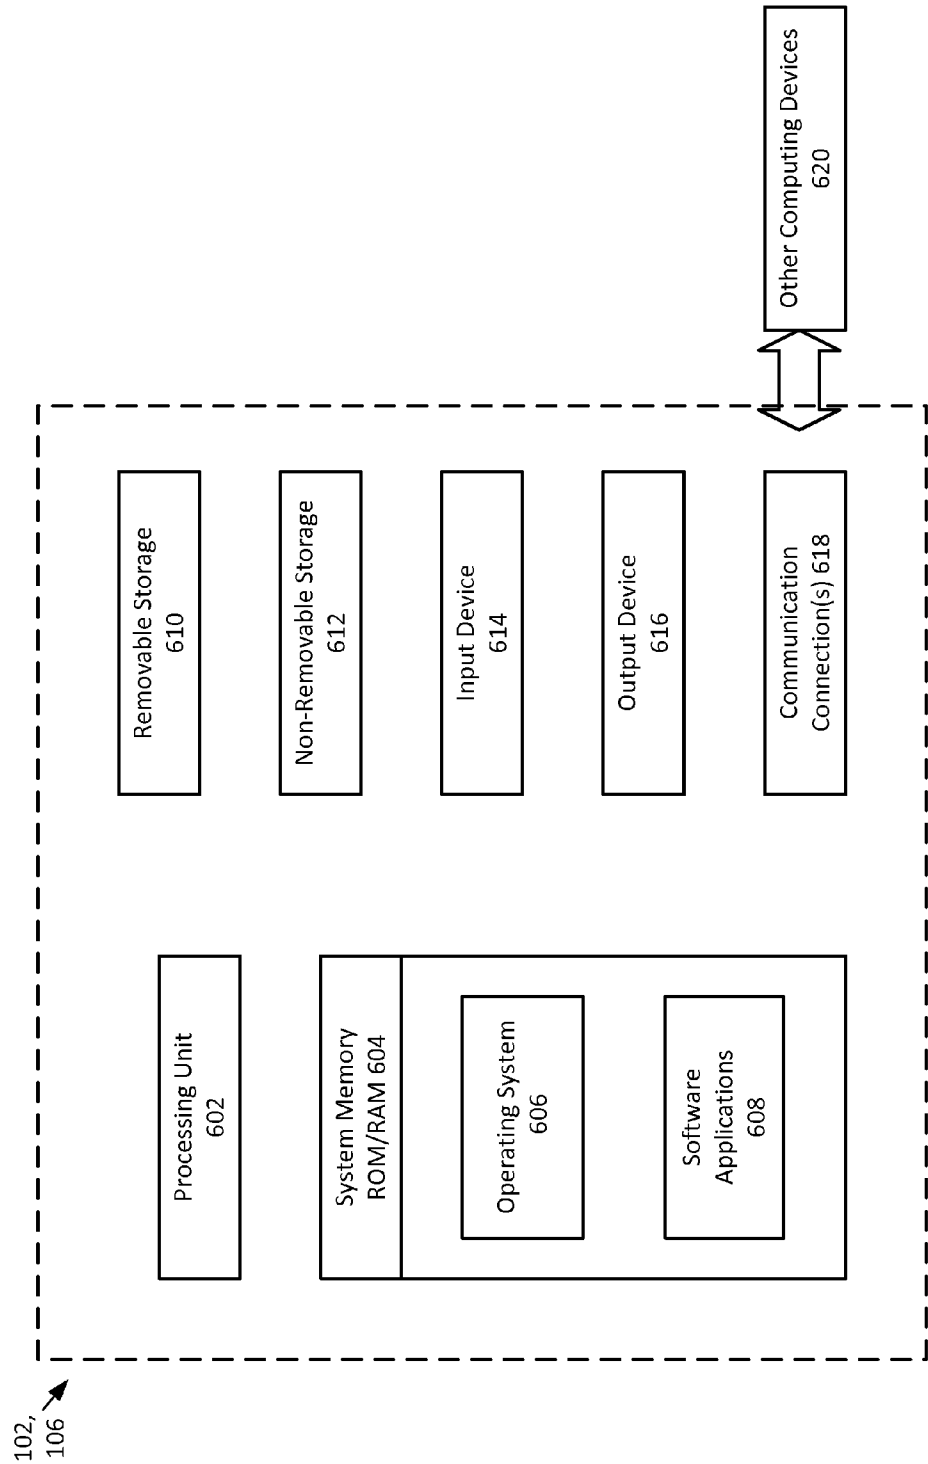 102,
106
Processing Unit
602
System Memory
ROM/RAM 604
Operating System
606
Software
Applications
608
Removable Storage
610
Non-Removable Storage
612
Input Device
614
Output Device
616
Communication
Connection(s) 618
Other Computing Devices
620